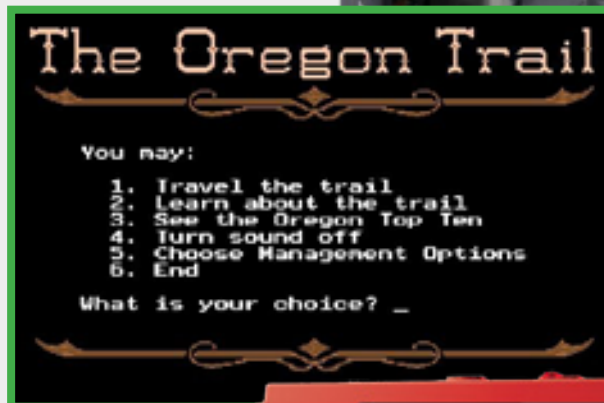 The Oregon Trail
You may:
1. Travel the trail
2. Learn about the trail
3. See the Oregon Top Ten
4. Turn sound off
5. Choose Management Options
6. End
What is your choice? _